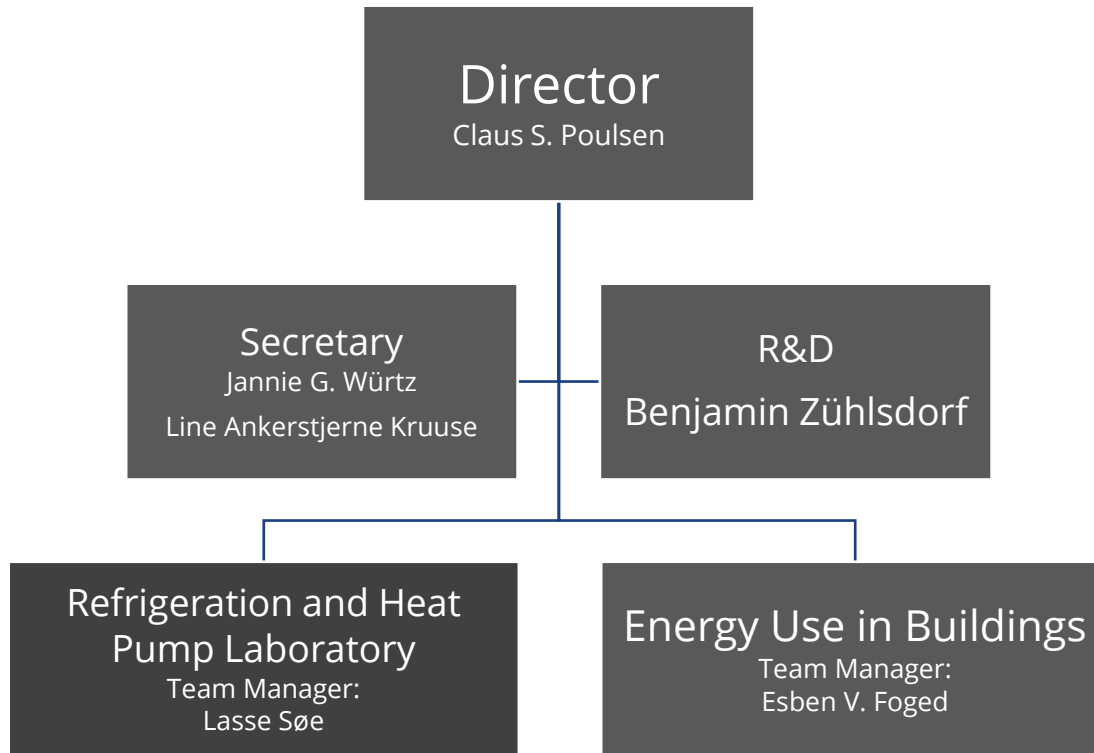 Director
Claus S. Poulsen
Secretary
Jannie G. Würtz
Line Ankerstjerne Kruuse
R&D
Benjamin Zühlsdorf
Refrigeration and Heat
Pump Laboratory
Team Manager:
Lasse Søe
Energy Use in Buildings
Team Manager:
Esben V. Foged